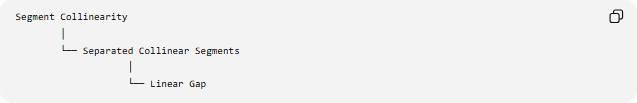 Segment Collinearity
└── Separated Collinear Segments
└── Linear Gap